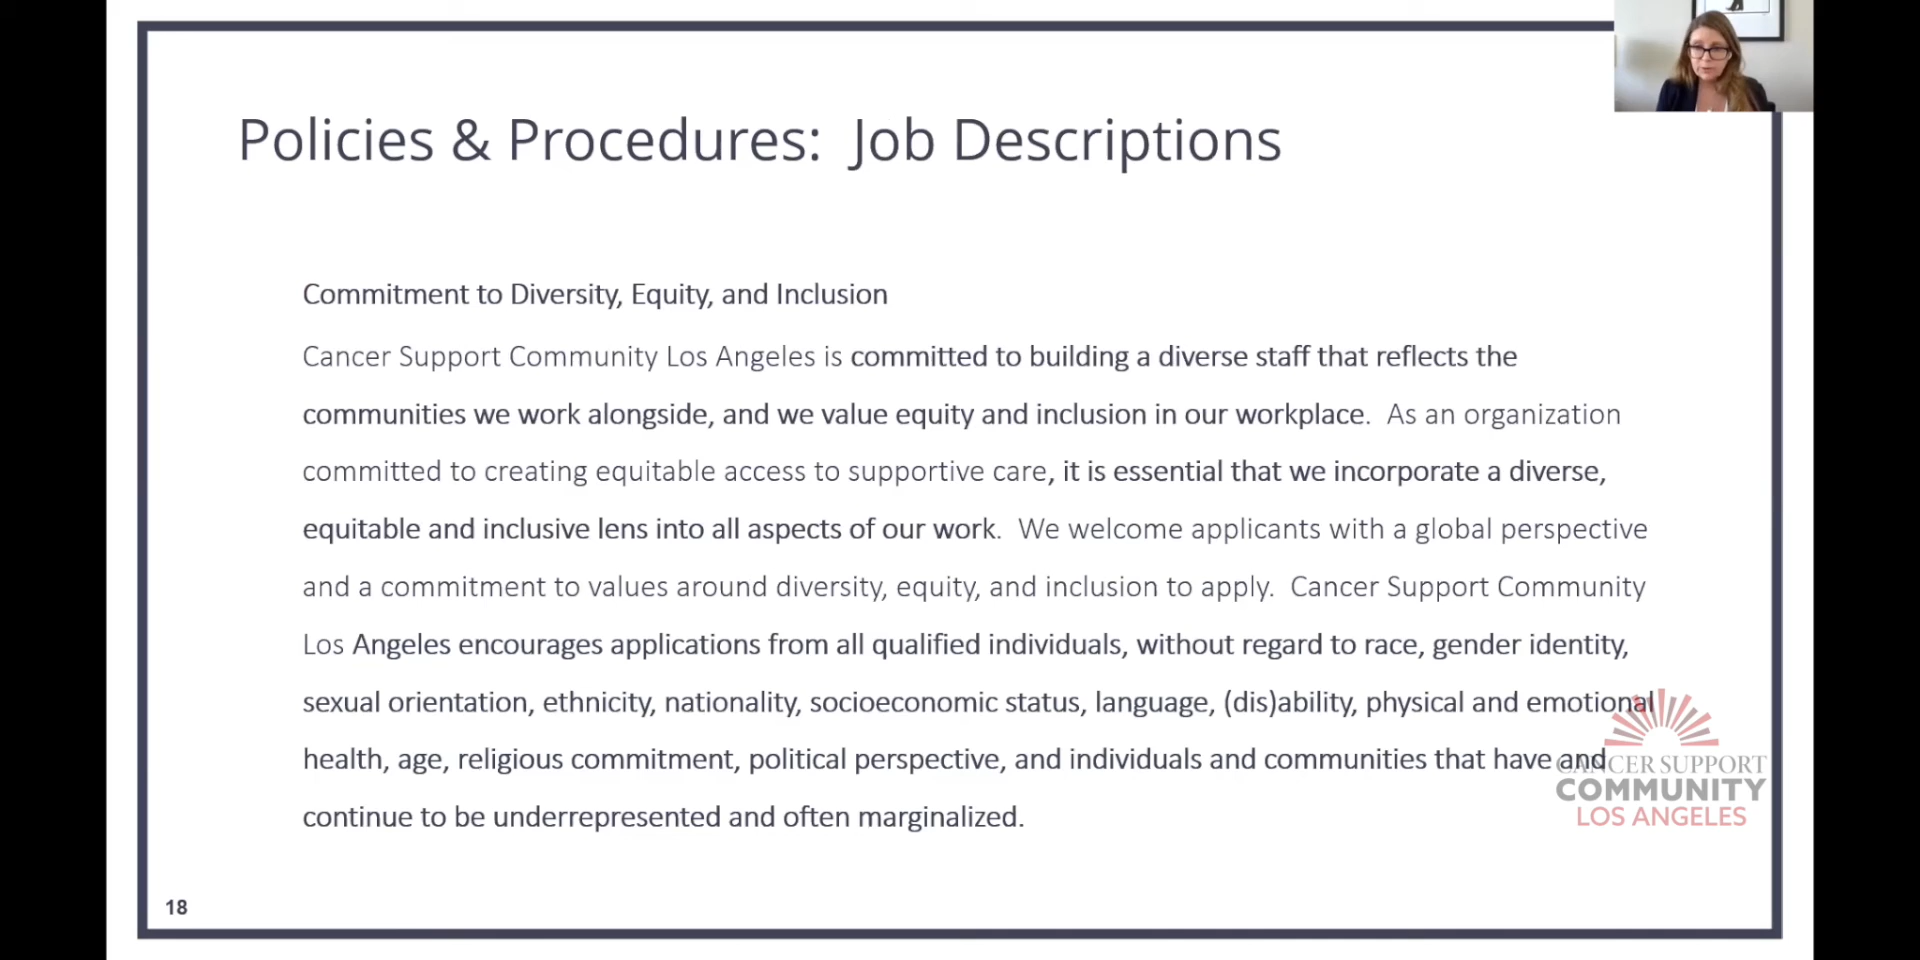 Policies & Procedures:  Job Descriptions
Commitment to Diversity, Equity, and Inclusion
Cancer Support Community Los Angeles is committed to building a diverse staff that reflects the
communities we work alongside, and we value equity and inclusion in our workplace.  As an organization
committed to creating equitable access to supportive care, it is essential that we incorporate a diverse,
equitable and inclusive lens into all aspects of our work.  We welcome applicants with a global perspective
and a commitment to values around diversity, equity, and inclusion to apply.  Cancer Support Community
Los Angeles encourages applications from all qualified individuals, without regard to race, gender identity,
sexual orientation, ethnicity, nationality, socioeconomic status, language, (dis)ability, physical and emotional
health, age, religious commitment, political perspective, and individuals and communities that have and
continue to be underrepresented and often marginalized.
CANCER SUPPORT
COMMUNITY
LOS ANGELES
18